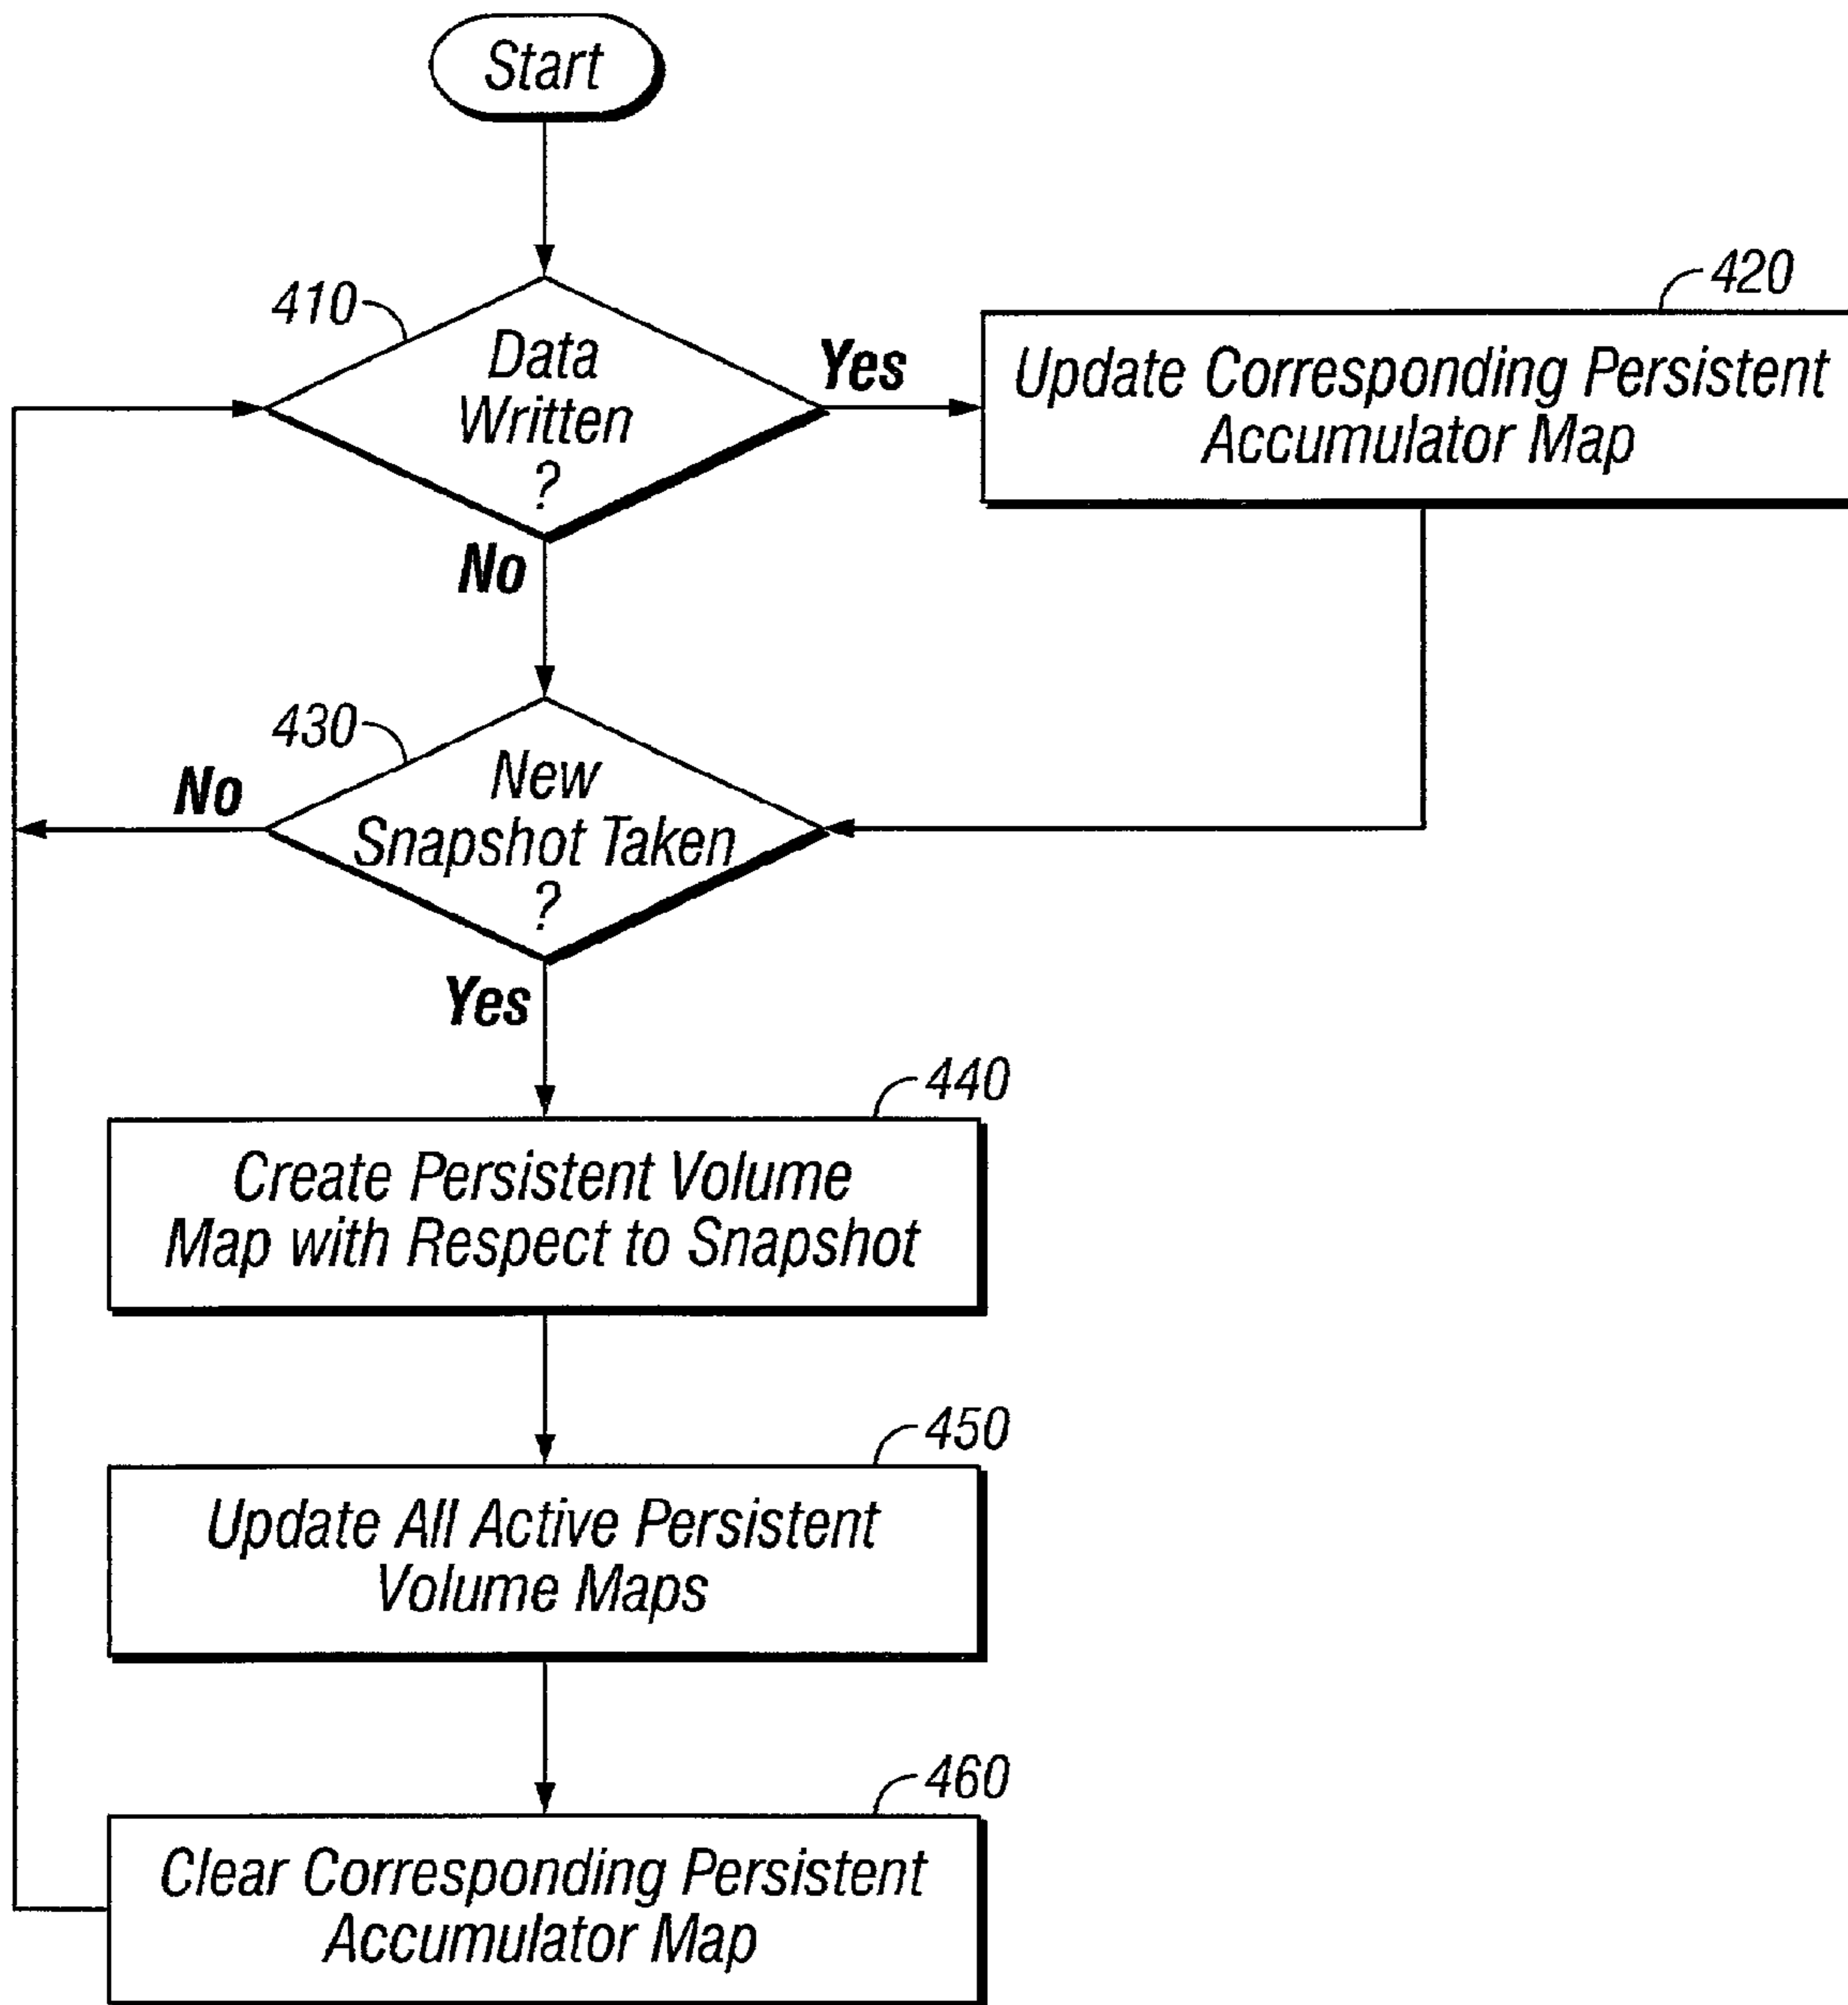 Start
410
Data
Written
?
Yes
420
Update Corresponding Persistent
Accumulator Map
No
430
New
Snapshot Taken
?
No
Yes
440
Create Persistent Volume
Map with Respect to Snapshot
450
Update All Active Persistent
Volume Maps
460
Clear Corresponding Persistent
Accumulator Map